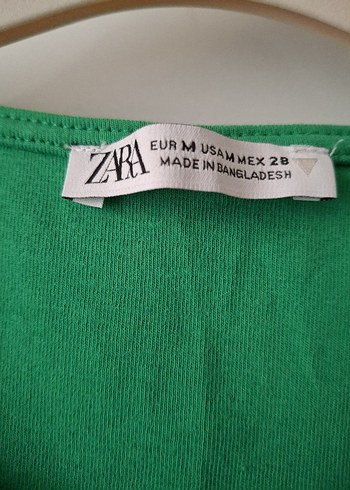 ZARA
EUR M USA M MEX 28
MADE IN BANGLADESH